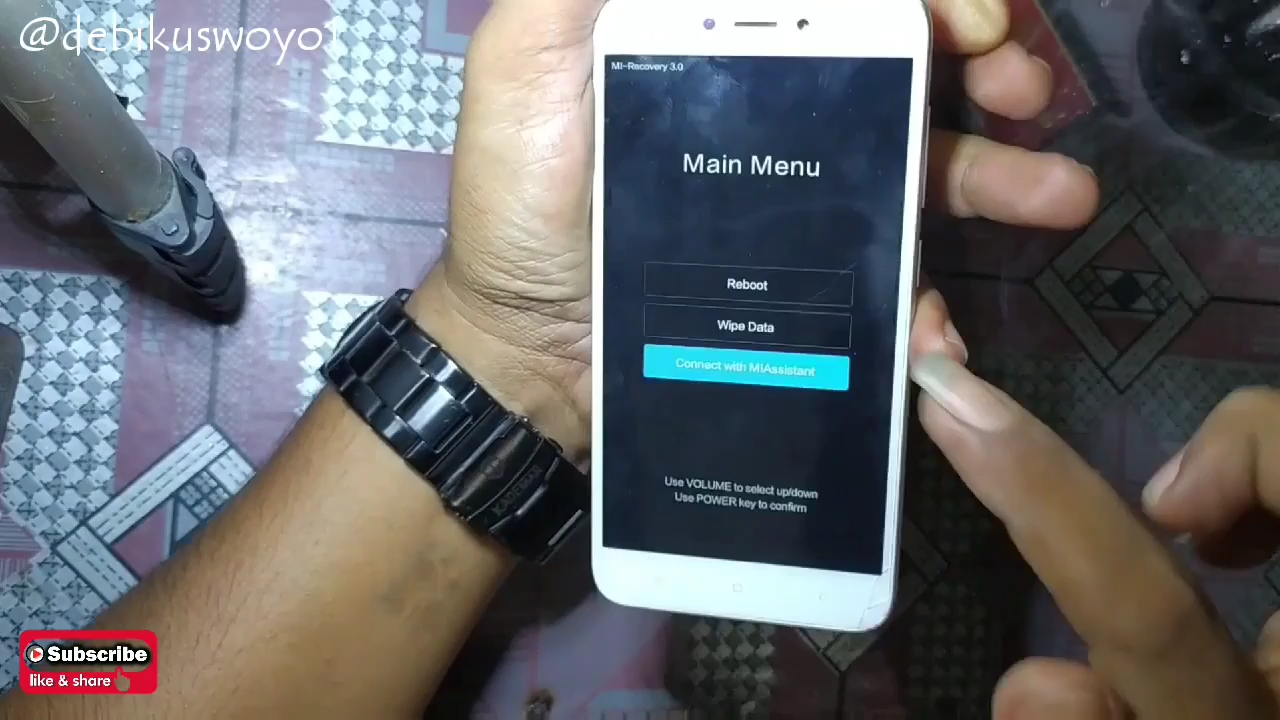 @debikuswoyo1
MI-Recovery 3.0
Main Menu
Reboot
Wipe Data
Connect with MIAssistant
Use VOLUME to select up/down
Use POWER key to confirm
Subscribe
like & share